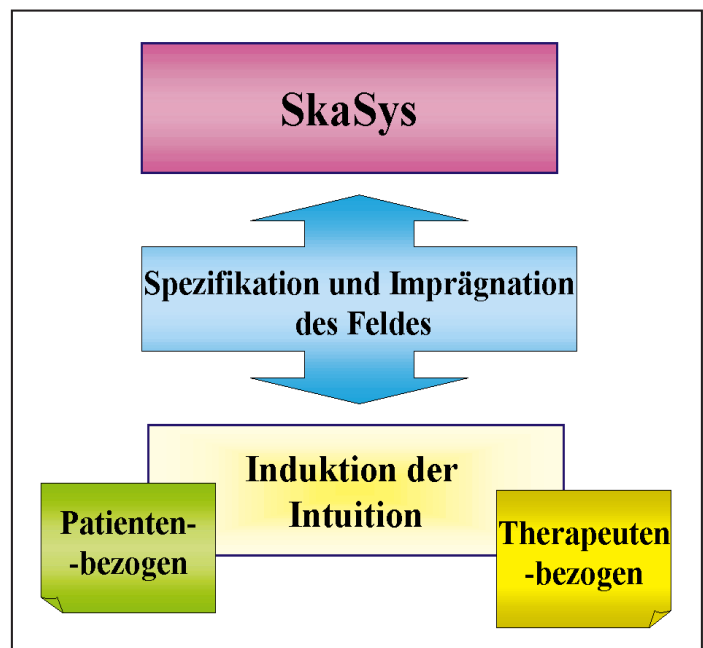 SkaSys
Spezifikation und Imprägnation
des Feldes
Induktion der
Intuition
Patienten-
-bezogen
Therapeuten
-bezogen